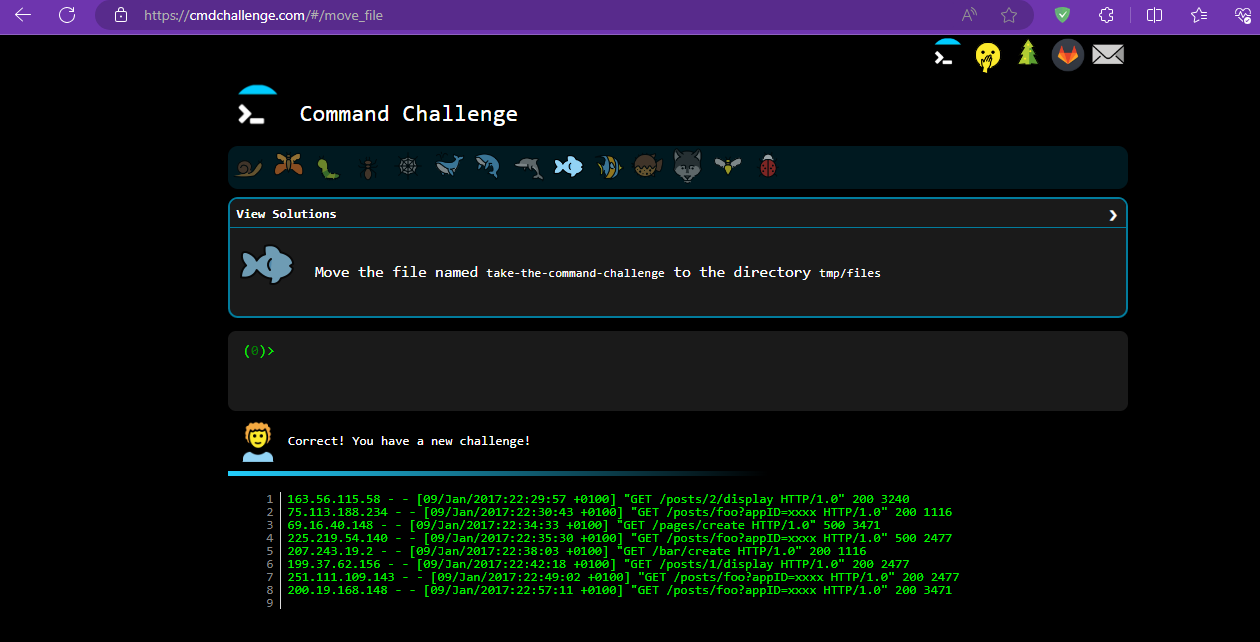 https://cmdchallenge.com/#/move_file
Command Challenge
View Solutions
Move the file named take-the-command-challenge to the directory tmp/files
(0)>
Correct! You have a new challenge!
1 163.56.115.58 - - [09/Jan/2017:22:29:57 +0100] "GET /posts/2/display HTTP/1.0" 200 3240
2 75.113.188.234 - - [09/Jan/2017:22:30:43 +0100] "GET /posts/foo?appID=xxxx HTTP/1.0" 200 1116
3 69.16.40.148 - - [09/Jan/2017:22:34:33 +0100] "GET /pages/create HTTP/1.0" 500 3471
4 225.219.54.140 - - [09/Jan/2017:22:35:30 +0100] "GET /posts/foo?appID=xxxx HTTP/1.0" 500 2477
5 207.243.19.2 - - [09/Jan/2017:22:38:03 +0100] "GET /bar/create HTTP/1.0" 200 1116
6 199.37.62.156 - - [09/Jan/2017:22:42:18 +0100] "GET /posts/1/display HTTP/1.0" 200 2477
7 251.111.109.143 - - [09/Jan/2017:22:49:02 +0100] "GET /posts/foo?appID=xxxx HTTP/1.0" 200 2477
8 200.19.168.148 - - [09/Jan/2017:22:57:11 +0100] "GET /posts/foo?appID=xxxx HTTP/1.0" 200 3471
9